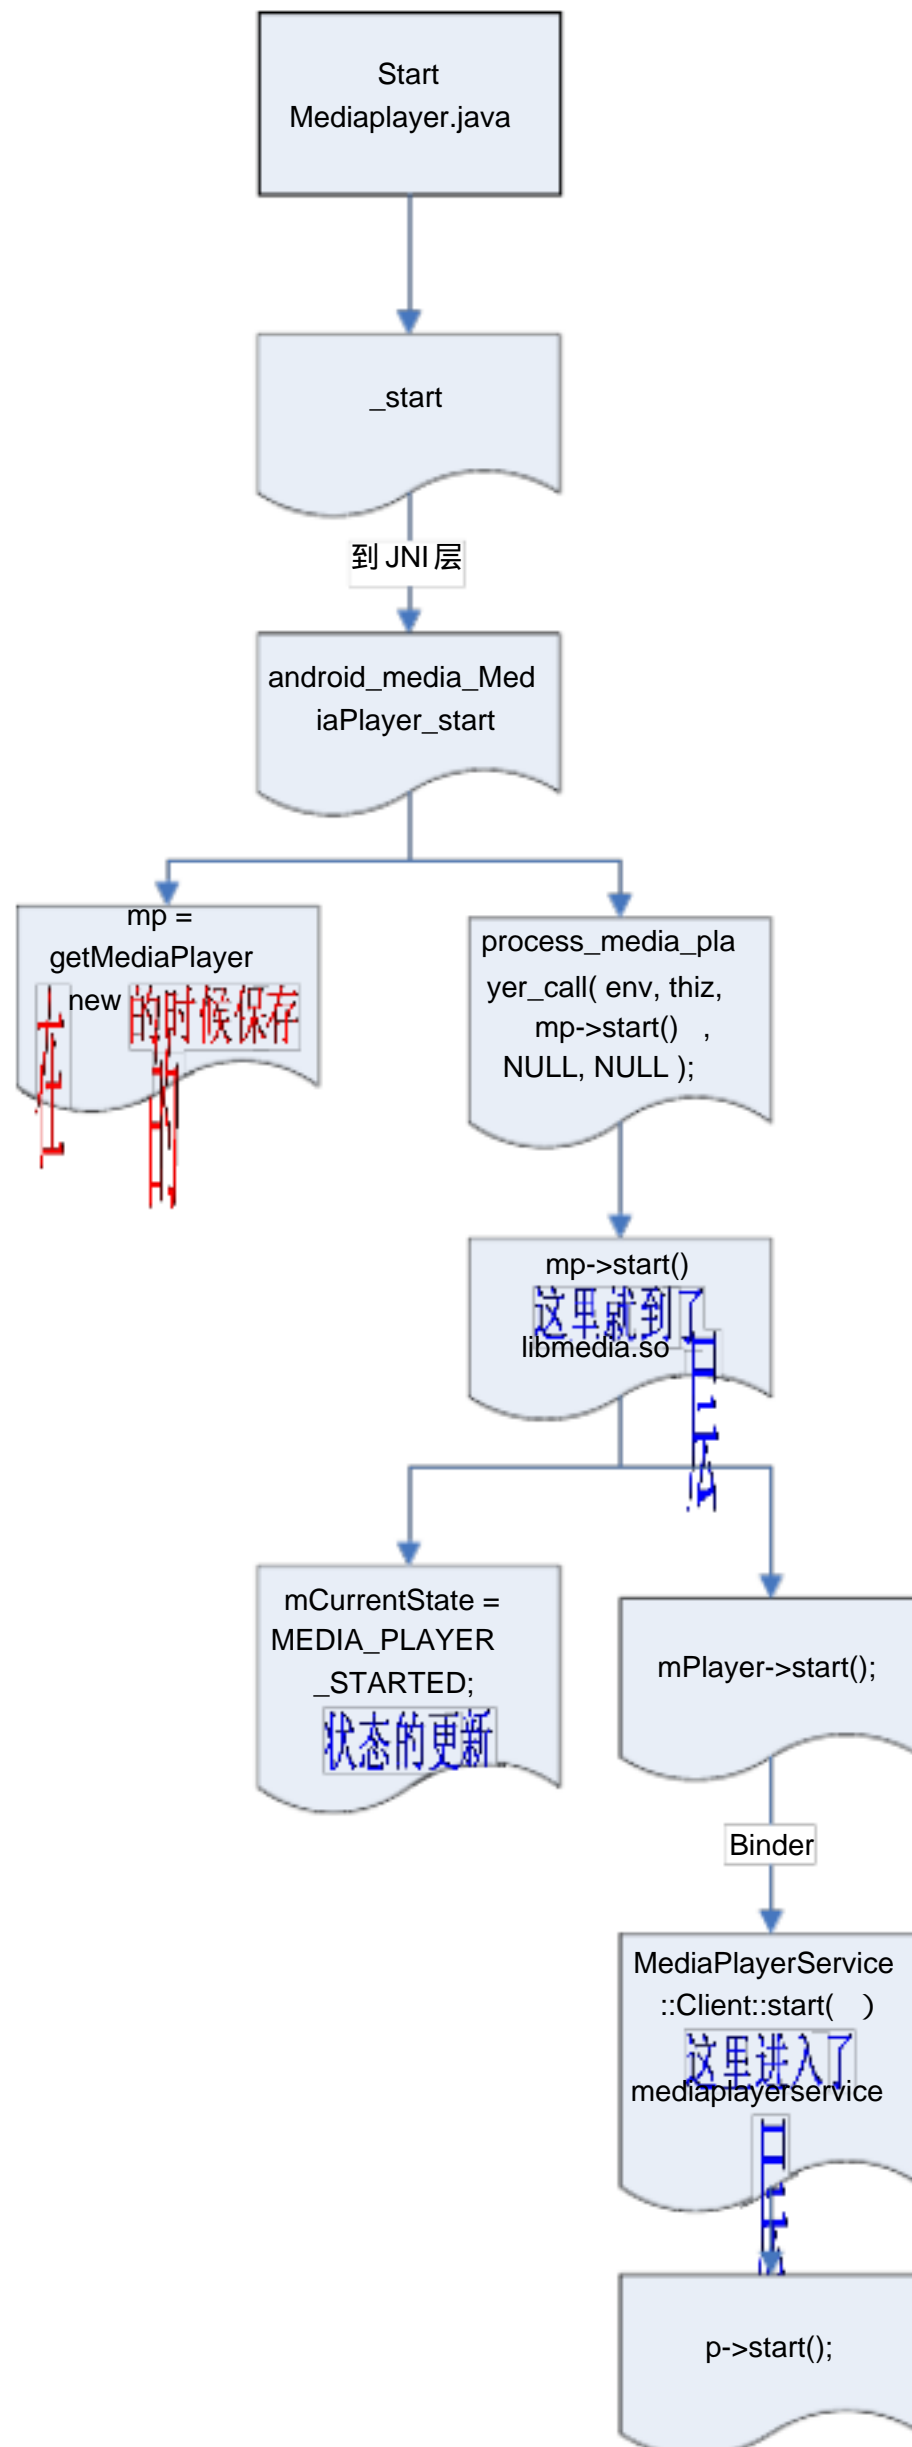 Start
Mediaplayer.java
_start
到 JNI 层
android_media_Med
iaPlayer_start
mp =
getMediaPlayer
new 的时候保存
process_media_pla
yer_call( env, thiz,
mp->start() ,
NULL, NULL );
mp->start()
这里就到了
libmedia.so
mCurrentState =
MEDIA_PLAYER
_STARTED;
状态的更新
mPlayer->start();
Binder
MediaPlayerService
::Client::start( )
这里进入了
mediaplayerservice
p->start();